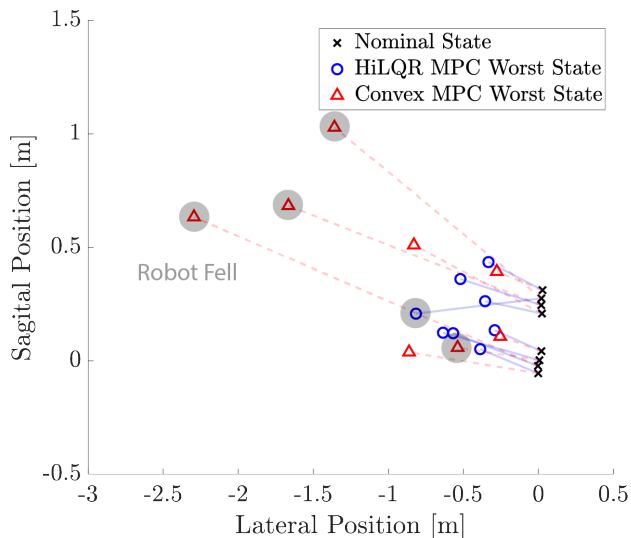 1.5
Nominal State
HiLQR MPC Worst State
Convex MPC Worst State
1
Sagital Position [m]
0.5
Robot Fell
0
-0.5
-3 -2.5 -2 -1.5 -1 -0.5 0 0.5
Lateral Position [m]